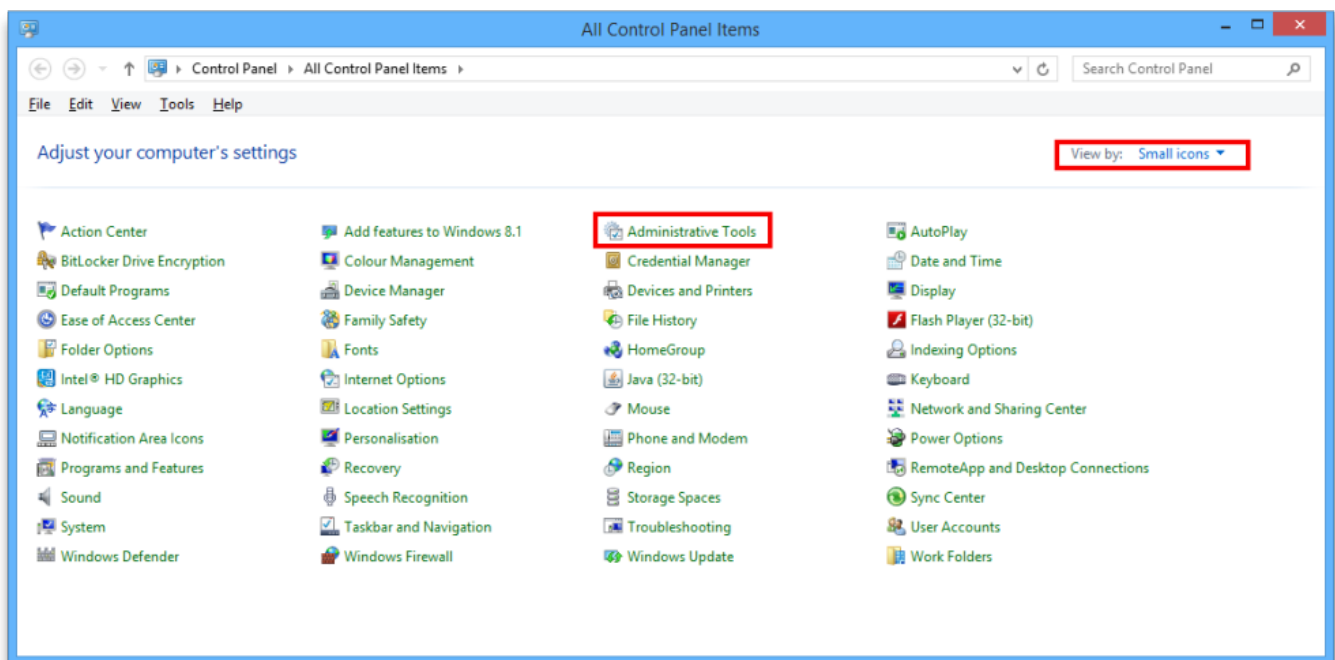 All Control Panel Items
Control Panel All Control Panel Items Search Control Panel
File Edit View Tools Help
Adjust your computer's settings View by: Small icons
Action Center Add features to Windows 8.1 Administrative Tools AutoPlay
BitLocker Drive Encryption Colour Management Credential Manager Date and Time
Default Programs Device Manager Devices and Printers Display
Ease of Access Center Family Safety File History Flash Player (32-bit)
Folder Options Fonts HomeGroup Indexing Options
Intel® HD Graphics Internet Options Java (32-bit) Keyboard
Language Location Settings Mouse Network and Sharing Center
Notification Area Icons Personalisation Phone and Modem Power Options
Programs and Features Recovery Region RemoteApp and Desktop Connections
Sound Speech Recognition Storage Spaces Sync Center
System Taskbar and Navigation Troubleshooting User Accounts
Windows Defender Windows Firewall Windows Update Work Folders